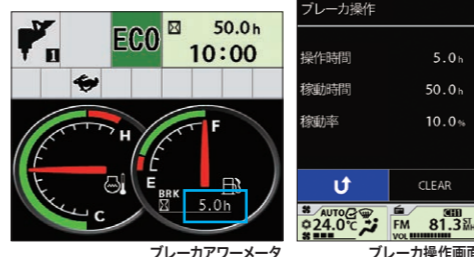 1
ECO
50.0h
10:00
H
C
F
E
BRK
5.0h
ブレーカアワーメータ
ブレーカ操作
操作時間 5.0h
稼動時間 50.0h
稼動率 10.0%
CLEAR
AUTO
24.0℃
FM 81.3
VOL
ブレーカ操作画面